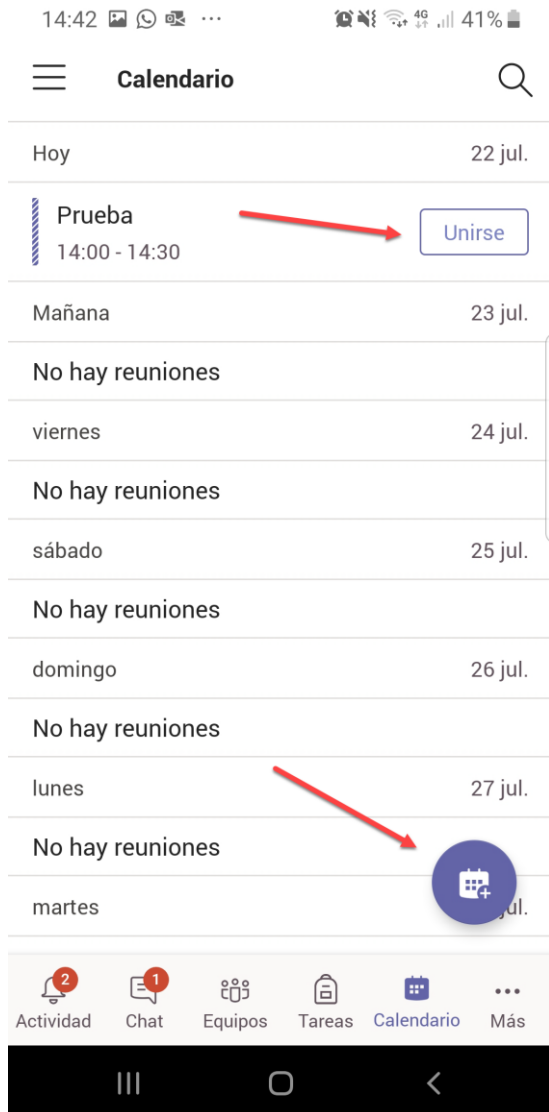 14:42 4G 41%
Calendario
Hoy 22 jul.
Prueba
Unirse
14:00 - 14:30
Mañana 23 jul.
No hay reuniones
viernes 24 jul.
No hay reuniones
sábado 25 jul.
No hay reuniones
domingo 26 jul.
No hay reuniones
lunes 27 jul.
No hay reuniones
martes jul.
2 1
Actividad Chat Equipos Tareas Calendario Más